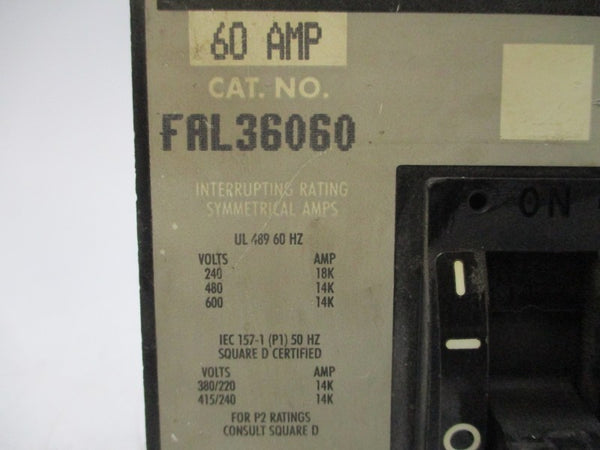 60 AMP
CAT. NO.
FAL36060
INTERRUPTING RATING
SYMMETRICAL AMPS
UL 489 60 HZ
VOLTS AMP
240 18K
480 14K
600 14K
IEC 157-1 (P1) 50 HZ
SQUARE D CERTIFIED
VOLTS AMP
380/220 14K
415/240 14K
FOR P2 RATINGS
CONSULT SQUARE D
ON